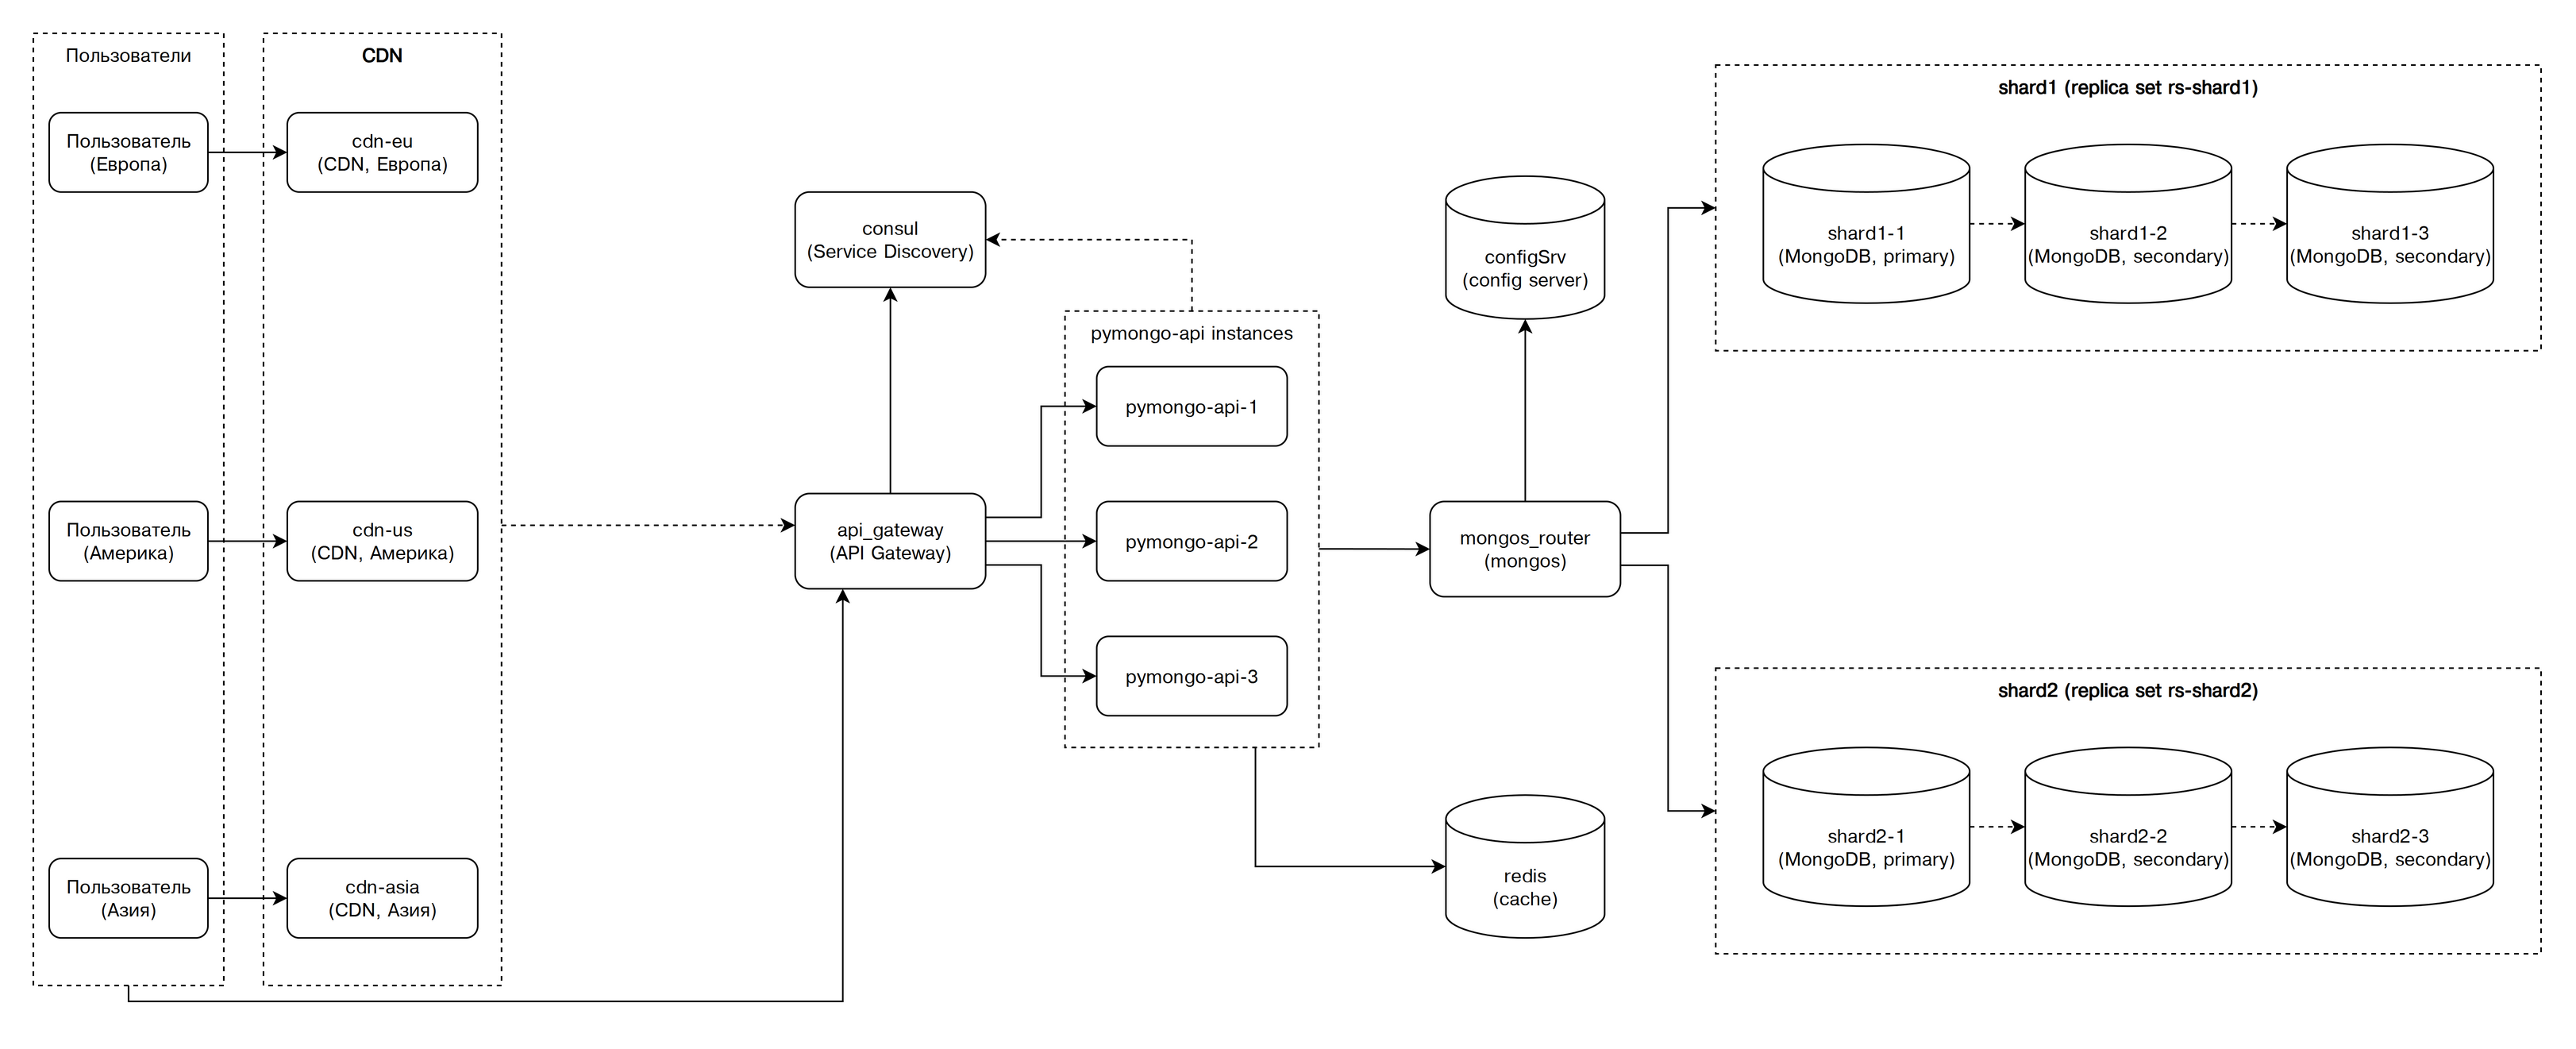 Пользователи
Пользователь
(Европа)
Пользователь
(Америка)
Пользователь
(Азия)
CDN
cdn-eu
(CDN, Европа)
cdn-us
(CDN, Америка)
cdn-asia
(CDN, Азия)
consul
(Service Discovery)
api_gateway
(API Gateway)
pymongo-api instances
pymongo-api-1
pymongo-api-2
pymongo-api-3
configSrv
(config server)
mongos_router
(mongos)
redis
(cache)
shard1 (replica set rs-shard1)
shard1-1
(MongoDB, primary)
shard1-2
(MongoDB, secondary)
shard1-3
(MongoDB, secondary)
shard2 (replica set rs-shard2)
shard2-1
(MongoDB, primary)
shard2-2
(MongoDB, secondary)
shard2-3
(MongoDB, secondary)